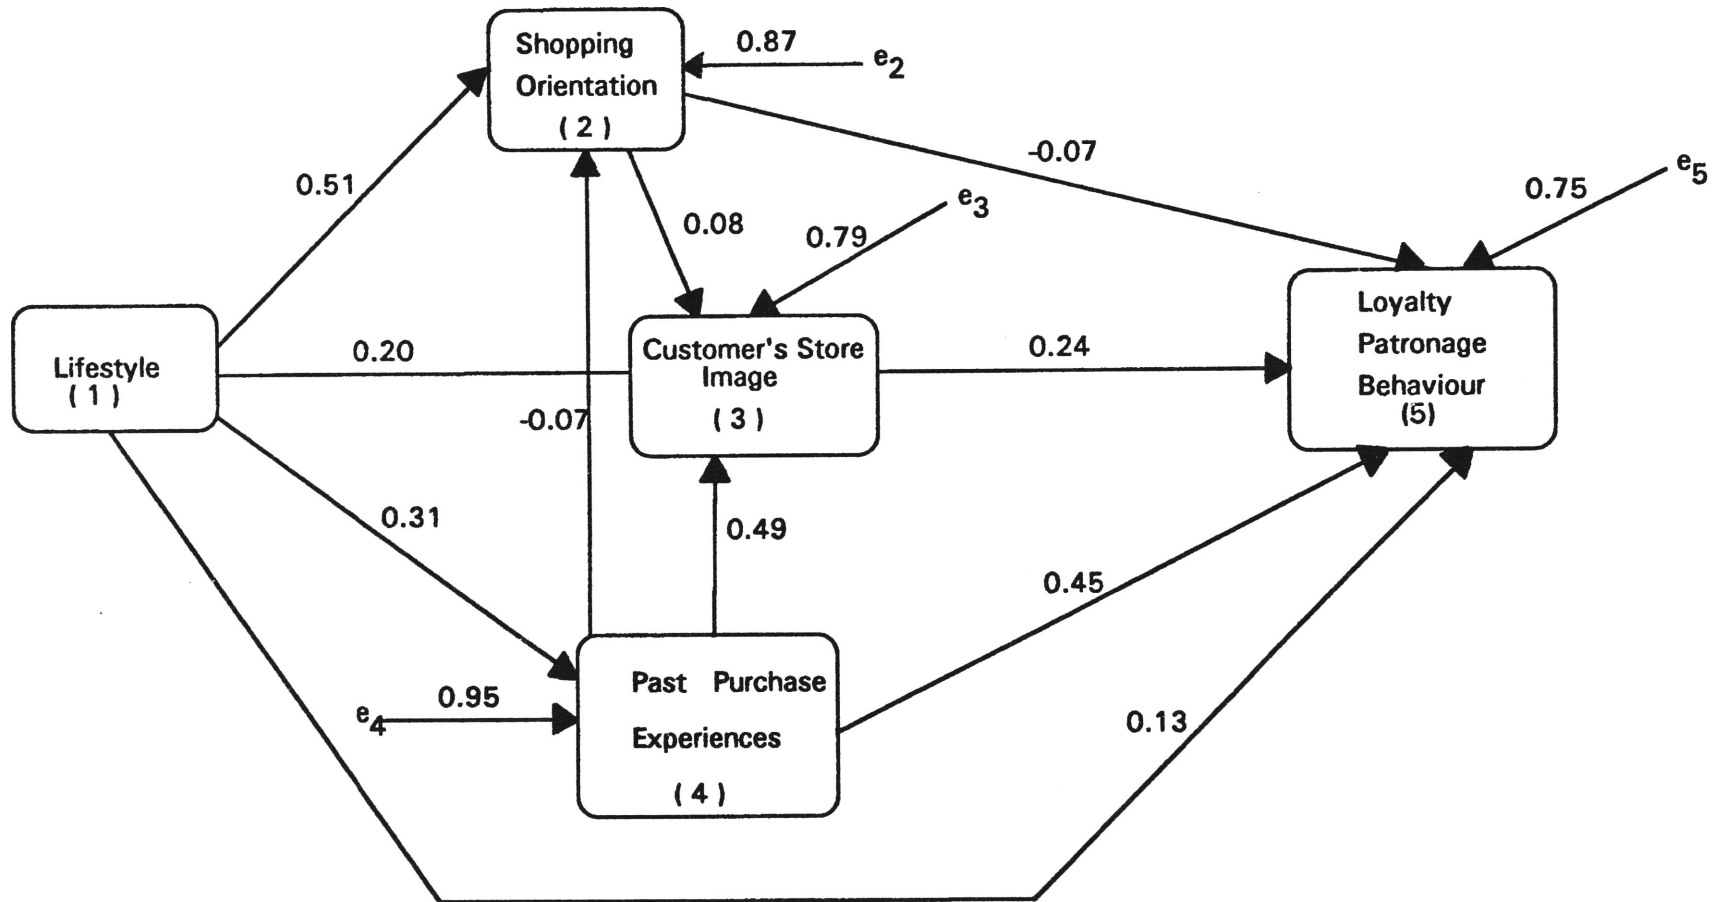 Shopping
Orientation
( 2 )
0.87
e2
-0.07
e5
0.75
0.51
e3
0.08
0.79
Loyalty
Patronage
Behaviour
(5)
Lifestyle
( 1 )
0.20
Customer's Store
Image
( 3 )
0.24
-0.07
0.31
0.49
0.45
Past Purchase
Experiences
( 4 )
0.95
e4
0.13